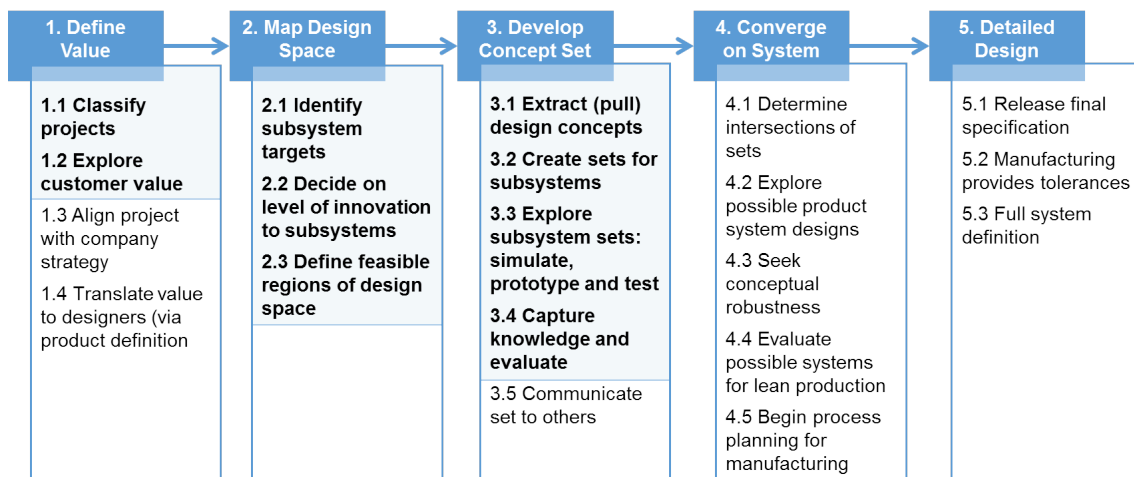 1. Define
Value
1.1 Classify
projects
1.2 Explore
customer value
1.3 Align project
with company
strategy
1.4 Translate value
to designers (via
product definition
2. Map Design
Space
2.1 Identify
subsystem
targets
2.2 Decide on
level of innovation
to subsystems
2.3 Define feasible
regions of design
space
3. Develop
Concept Set
3.1 Extract (pull)
design concepts
3.2 Create sets for
subsystems
3.3 Explore
subsystem sets:
simulate,
prototype and test
3.4 Capture
knowledge and
evaluate
3.5 Communicate
set to others
4. Converge
on System
4.1 Determine
intersections of
sets
4.2 Explore
possible product
system designs
4.3 Seek
conceptual
robustness
4.4 Evaluate
possible systems
for lean production
4.5 Begin process
planning for
manufacturing
5. Detailed
Design
5.1 Release final
specification
5.2 Manufacturing
provides tolerances
5.3 Full system
definition